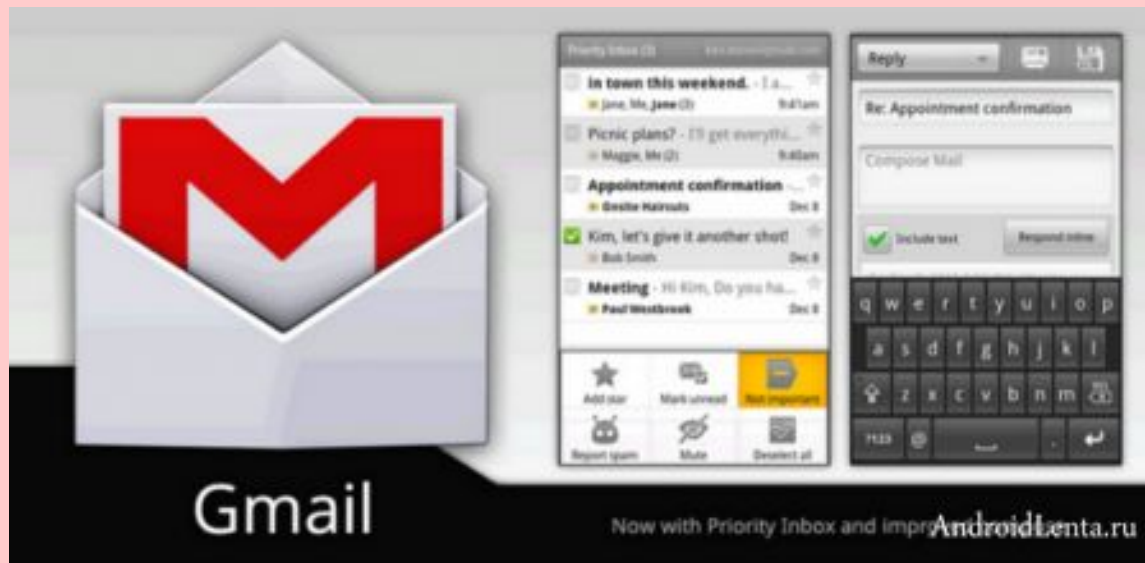 Gmail
Priority Inbox (3)
In town this weekend. - I a...
Jane, Me, Jane (3) 9:41am
Picnic plans? - I'll get everythi...
Maggie, Me (2) 9:40am
Appointment confirmation -...
Onsite Haircuts Dec 8
Kim, let's give it another shot!
Bob Smith Dec 8
Meeting - Hi Kim, Do you ha...
Paul Westbrook Dec 8
Add star Mark unread Not important
Report spam Mute Deselect all
Reply
Re: Appointment confirmation
Compose Mail
Include text Respond inline
q w e r t y u i o p
a s d f g h j k l
z x c v b n m DEL
?123 @ .
Now with Priority Inbox and
AndroidLenta.ru